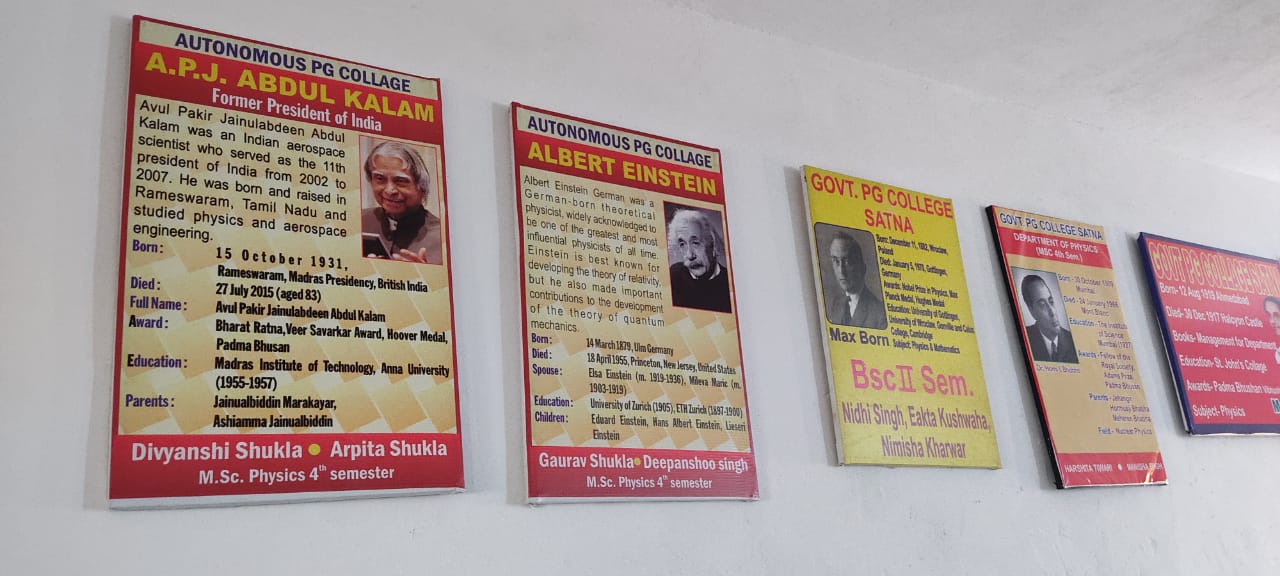 AUTONOMOUS PG COLLAGE
A.P.J. ABDUL KALAM
Former President of India
Avul Pakir Jainulabdeen Abdul
Kalam was an Indian aerospace
scientist who served as the 11th
president of India from 2002 to
2007. He was born and raised in
Rameswaram, Tamil Nadu and
studied physics and aerospace
engineering.
Born: 15 October 1931,
Rameswaram, Madras Presidency, British India
Died: 27 July 2015 (aged 83)
Full Name: Avul Pakir Jainulabdeen Abdul Kalam
Award: Bharat Ratna, Veer Savarkar Award, Hoover Medal,
Padma Bhusan
Education: Madras Institute of Technology, Anna University
(1955-1957)
Parents: Jainualbiddin Marakayar,
Ashiamma Jainualbiddin
Divyanshi Shukla • Arpita Shukla
M.Sc. Physics 4th semester
AUTONOMOUS PG COLLAGE
ALBERT EINSTEIN
Albert Einstein German was a
German-born theoretical
physicist, widely acknowledged to
be one of the greatest and most
influential physicists of all time.
Einstein is best known for
developing the theory of relativity,
but he also made important
contributions to the development
of the theory of quantum
mechanics.
Born: 14 March 1879, Ulm Germany
Died: 18 April 1955, Princeton, New Jersey, United States
Spouse: Elsa Einstein (m. 1919-1936), Mileva Maric (m.
1903-1919)
Education: University of Zurich (1905), ETH Zurich (1897-1900)
Children: Eduard Einstein, Hans Albert Einstein, Lieseri
Einstein
Gaurav Shukla • Deepanshoo singh
M.Sc. Physics 4th semester
GOVT. PG COLLEGE
SATNA
Born: December 11, 1882, Wroclaw,
Poland
Died: January 5, 1970, Gottingen,
Germany
Awards: Nobel Prize in Physics, Max
Planck Medal, Hughes Medal
Education: University of Gottingen,
University of Wroclaw, Gonville and Caius
College, Cambridge
Subject, Physics & Mathematics
Max Born
Bsc II Sem.
Nidhi Singh, Eakta Kushwaha,
Nimisha Kharwar
GOVT PG COLLEGE SATNA
DEPARTMENT OF PHYSICS
(MSC 4th Sem.)
Born - 30 October 1909
Mumbai
Died - 24 January 1966
Mont Blanc
Education - The Institute
of Science
Mumbai (1927
Awards - Fellow of the
Royal Society,
Adams Prize,
Padma Bhusan
Parents - Jehangir
Hormusji Bhabha
Meheren Bhabha
Field - Nuclear Physics
Dr. Homi J. Bhabha
HARSHITA TIWARI • MANISHA SINGH
GOVT PG COLLEGE SATN
Born- 12 Aug 1919 Ahmedabad
Died- 30 Dec 1917 Halcyon Castle,
Books- Management for Department
Education- St. John's College
Awards- Padma Bhushan
Subject- Physics